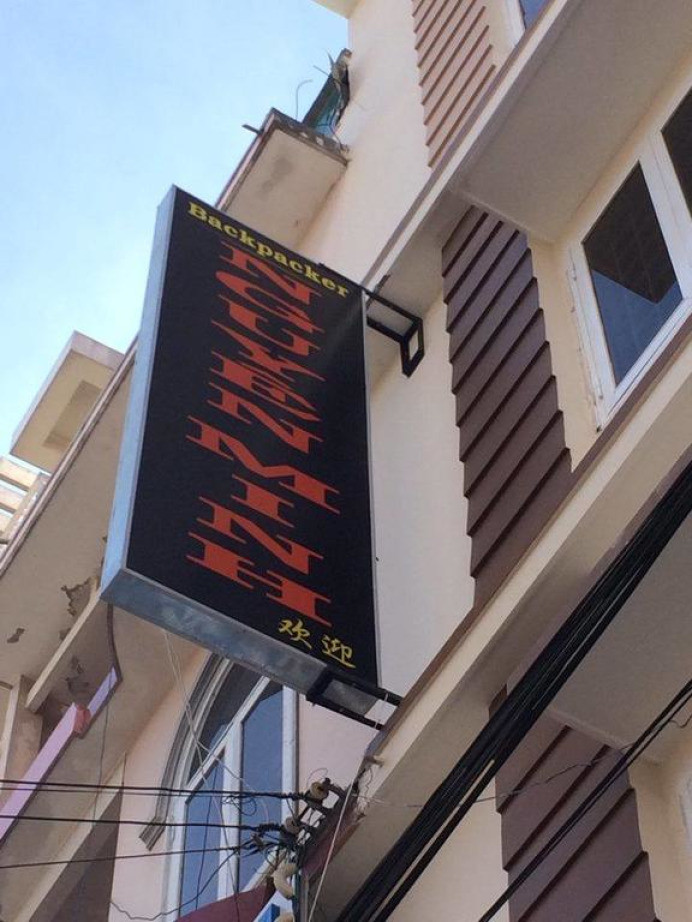 Backpacker
NGUYEN MINH
欢迎